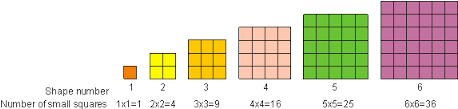 Shape number 1 2 3 4 5 6
Number of small squares 1x1=1 2x2=4 3x3=9 4x4=16 5x5=25 6x6=36